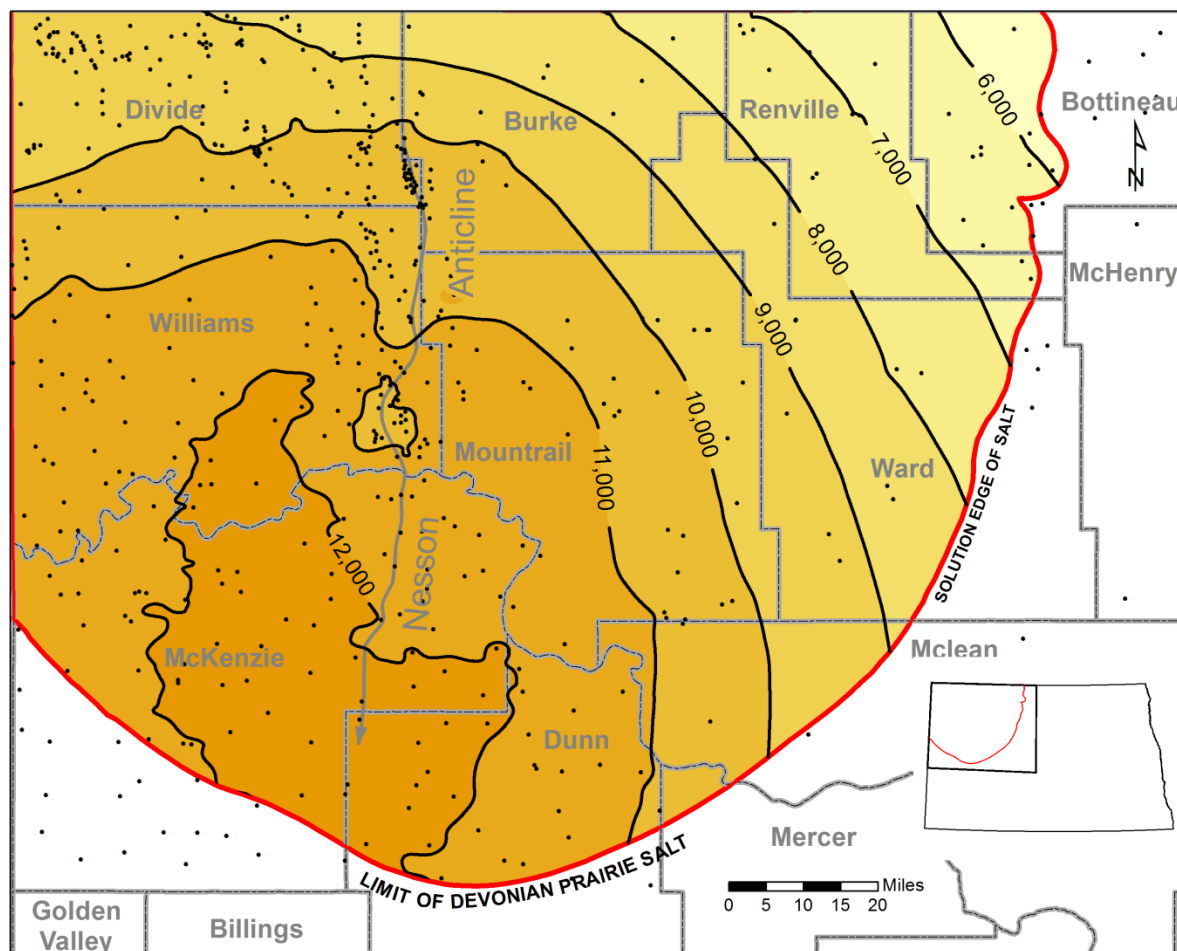 6,000
Bottineau
Divide
Burke
Renville
7,000
N
Anticline
8,000
McHenry
Williams
9,000
10,000
Mountrail
11,000
Ward
SOLUTION EDGE OF SALT
12,000
Nesson
McKenzie
Mclean
Dunn
Mercer
LIMIT OF DEVONIAN PRAIRIE SALT
Miles
0 5 10 15 20
Golden
Valley
Billings